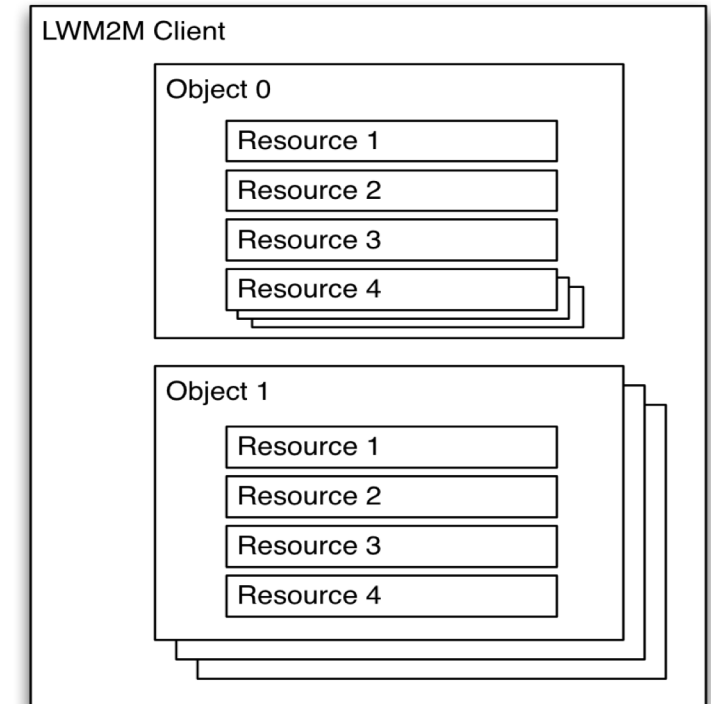 LWM2M Client
Object 0
Resource 1
Resource 2
Resource 3
Resource 4
Object 1
Resource 1
Resource 2
Resource 3
Resource 4